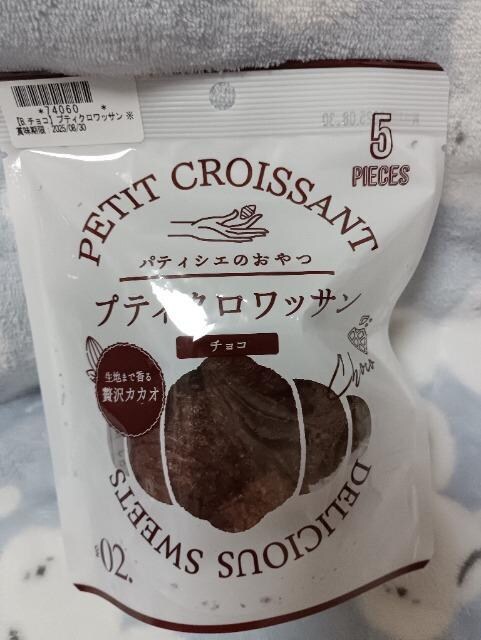 *74060 *
【B.チョコ】プティクロワッサン ※
賞味期限:2025/08/30
5
PIECES
PETIT CROISSANT
パティシエのおやつ
プティクロワッサン
チョコ
生地まで香る
贅沢カカオ
Choco
DELICIOUS SWEETS
02.